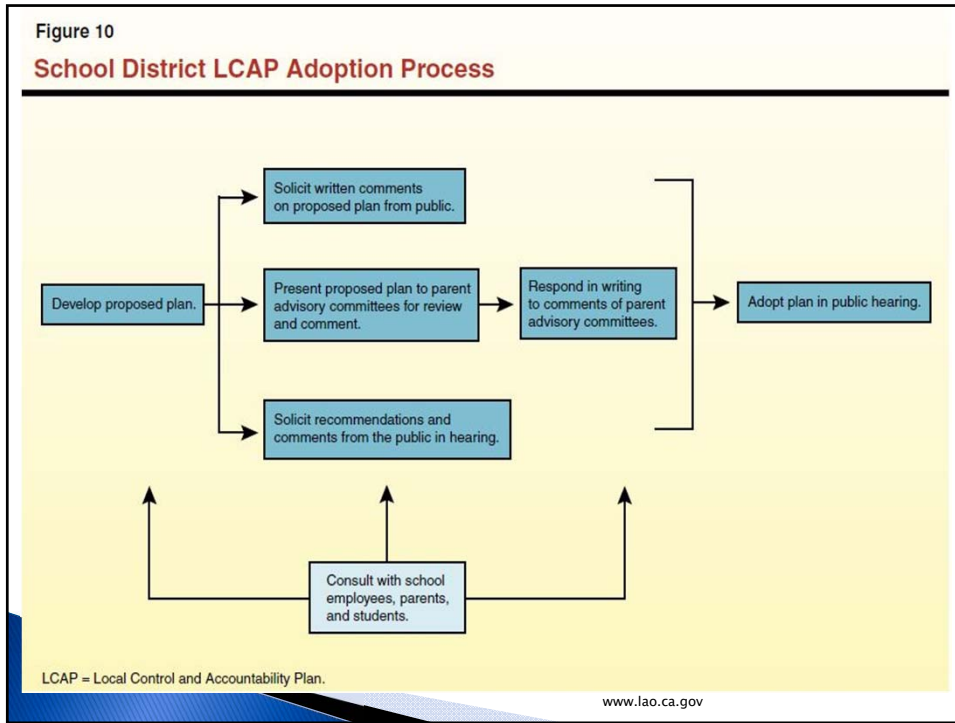 Figure 10
School District LCAP Adoption Process
Solicit written comments
on proposed plan from public.
Develop proposed plan.
Present proposed plan to parent
advisory committees for review
and comment.
Respond in writing
to comments of parent
advisory committees.
Adopt plan in public hearing.
Solicit recommendations and
comments from the public in hearing.
Consult with school
employees, parents,
and students.
LCAP = Local Control and Accountability Plan.
www.lao.ca.gov